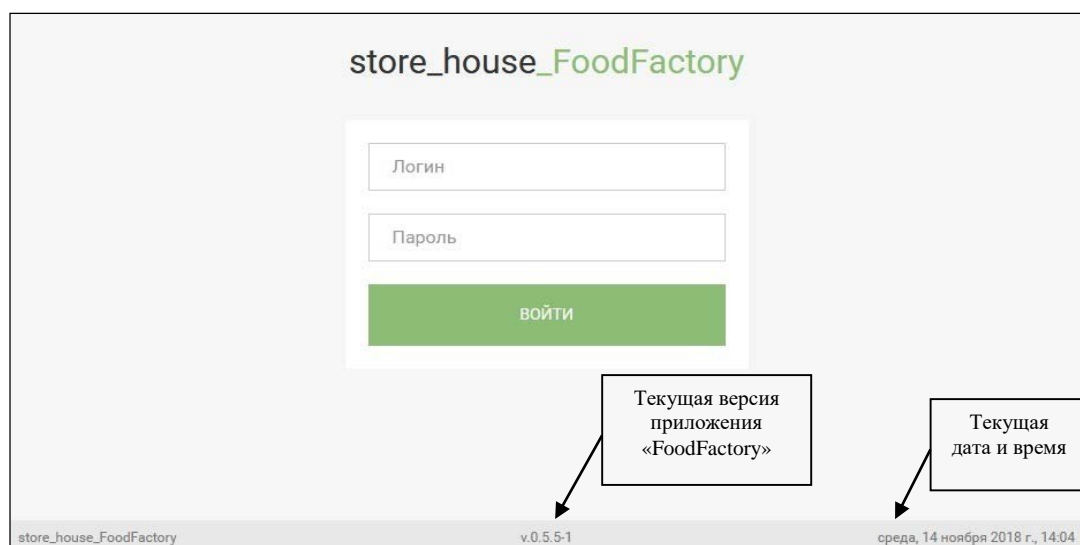 store_house_FoodFactory
Логин
Пароль
ВОЙТИ
Текущая версия
приложения
«FoodFactory»
Текущая
дата и время
store_house_FoodFactory
v.0.5.5-1
среда, 14 ноября 2018 г., 14:04